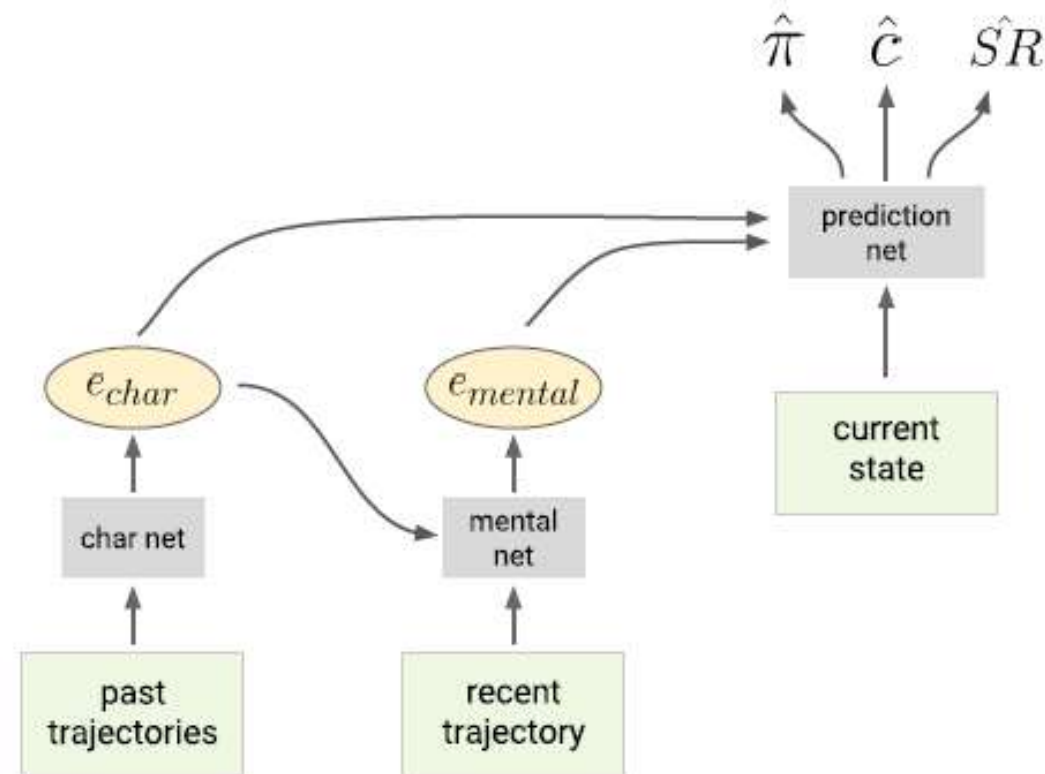 π̂ ĉ SR̂
prediction
net
e_char
e_mental
current
state
char net
mental
net
past
trajectories
recent
trajectory